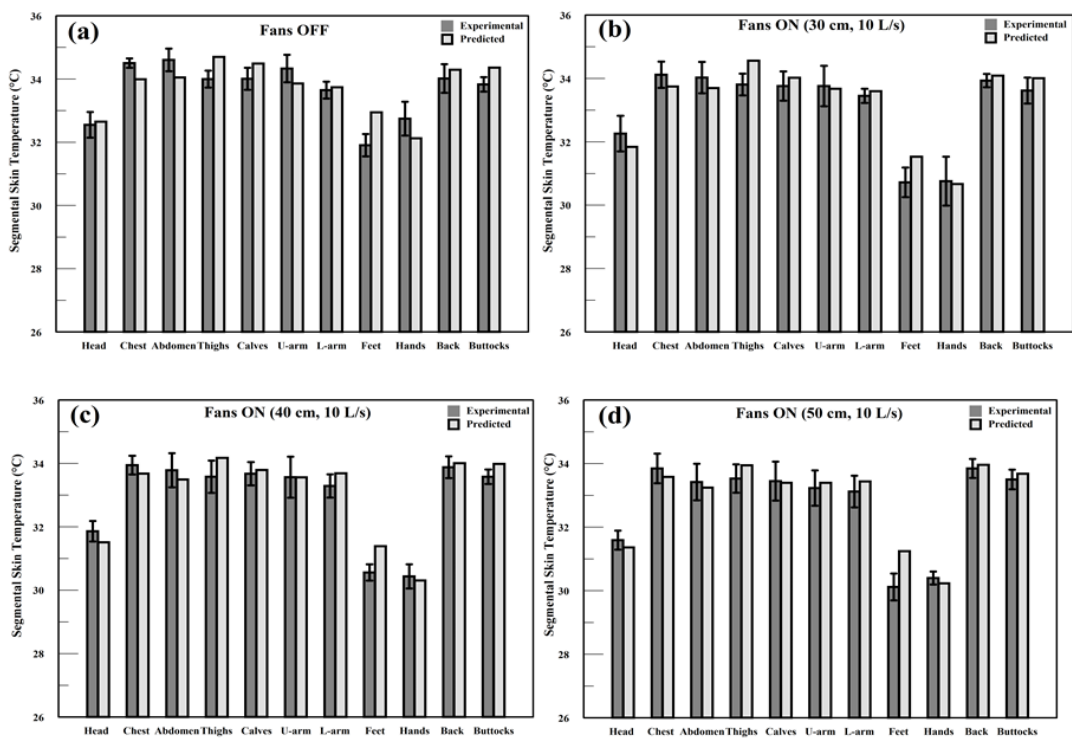 (a)
Fans OFF
Experimental
Predicted
Segmental Skin Temperature (°C)
36
34
32
30
28
26
Head Chest Abdomen Thighs Calves U-arm L-arm Feet Hands Back Buttocks
(b)
Fans ON (30 cm, 10 L/s)
Experimental
Predicted
Segmental Skin Temperature (°C)
36
34
32
30
28
26
Head Chest Abdomen Thighs Calves U-arm L-arm Feet Hands Back Buttocks
(c)
Fans ON (40 cm, 10 L/s)
Experimental
Predicted
Segmental Skin Temperature (°C)
36
34
32
30
28
26
Head Chest Abdomen Thighs Calves U-arm L-arm Feet Hands Back Buttocks
(d)
Fans ON (50 cm, 10 L/s)
Experimental
Predicted
Segmental Skin Temperature (°C)
36
34
32
30
28
26
Head Chest Abdomen Thighs Calves U-arm L-arm Feet Hands Back Buttocks